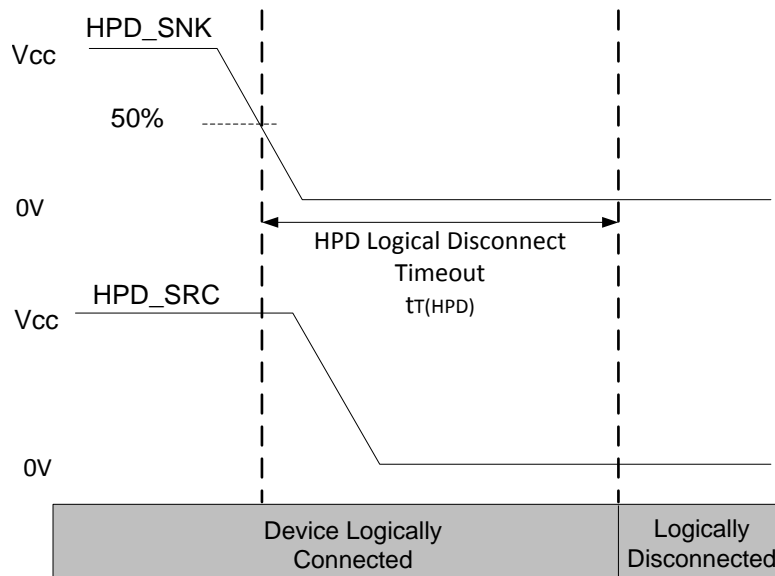 HPD_SNK
Vcc
50%
0V
HPD Logical Disconnect
Timeout
tT(HPD)
HPD_SRC
Vcc
0V
Device Logically
Connected
Logically
Disconnected